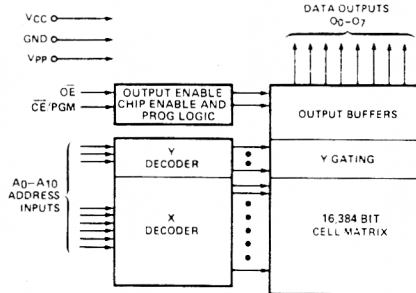 VCC
GND
VPP
DATA OUTPUTS
O0–O7
OE
CE/PGM
OUTPUT ENABLE
CHIP ENABLE AND
PROG LOGIC
OUTPUT BUFFERS
A0–A10
ADDRESS
INPUTS
Y
DECODER
Y GATING
X
DECODER
16,384 BIT
CELL MATRIX